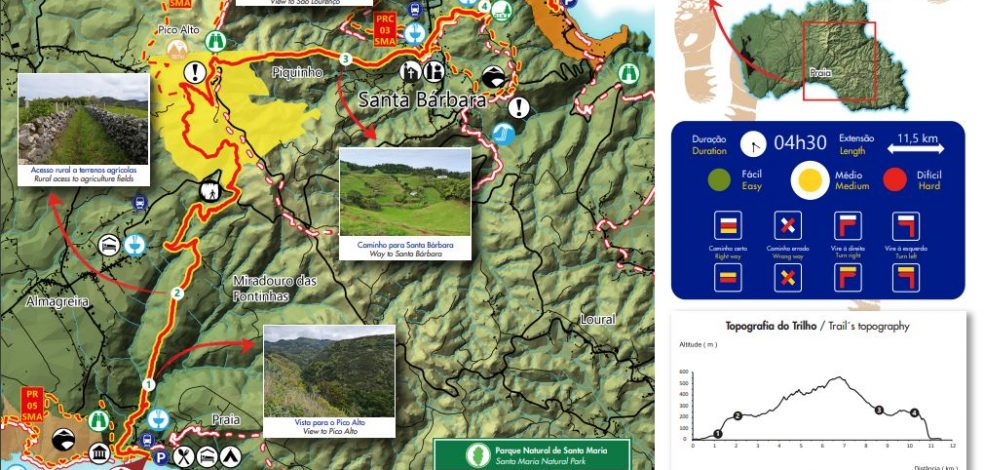 SMA
View to São Lourenço
Pico Alto
PRC
03
SMA
4
3
Piquinho
Santa Bárbara
Acesso rural a terrenos agrícolas
Rural acess to agriculture fields
Caminho para Santa Bárbara
Way to Santa Bárbara
2
Miradouro das
Fontinhas
Almagreira
Lourai
1
Vista para o Pico Alto
View to Pico Alto
PR
05
SMA
Praia
P
Parque Natural de Santa Maria
Santa Maria Natural Park
Praia
Duração
Duration
04h30
Extensão
Length
11,5 km
Fácil
Easy
Médio
Medium
Difícil
Hard
Caminho certo
Right way
Caminho errado
Wrong way
Vire à direita
Turn right
Vire à esquerda
Turn left
Topografia do Trilho / Trail´s topography
Altitude ( m )
600
500
400
300
200
100
0
1
2
3
4
0 1 2 3 4 5 6 7 8 9 10 11 12
Distância ( km )